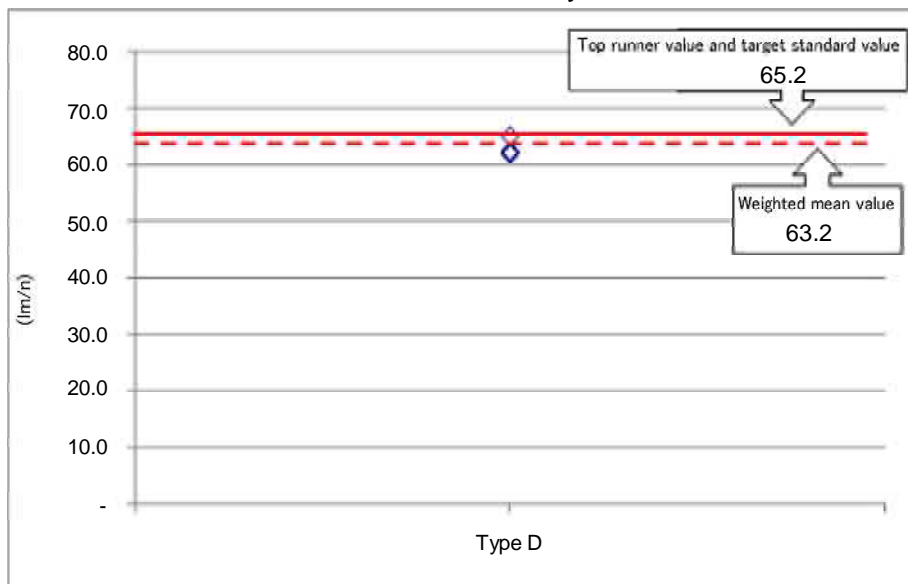 80.0
70.0
60.0
50.0
40.0
30.0
20.0
10.0
-
(lm/n)
Type D
Top runner value and target standard value
65.2
Weighted mean value
63.2